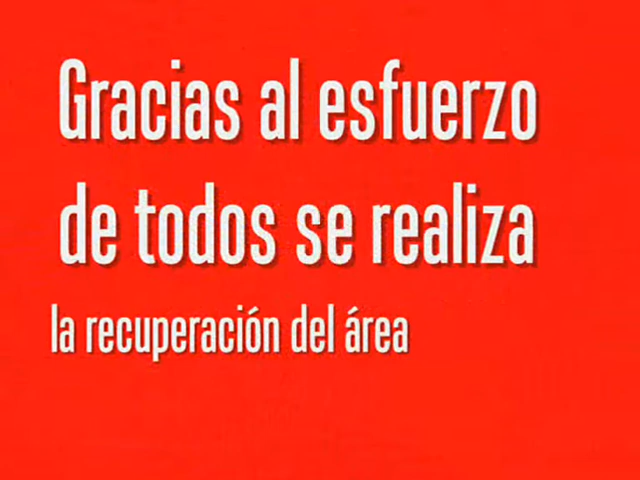 Gracias al esfuerzo
de todos se realiza
la recuperación del área